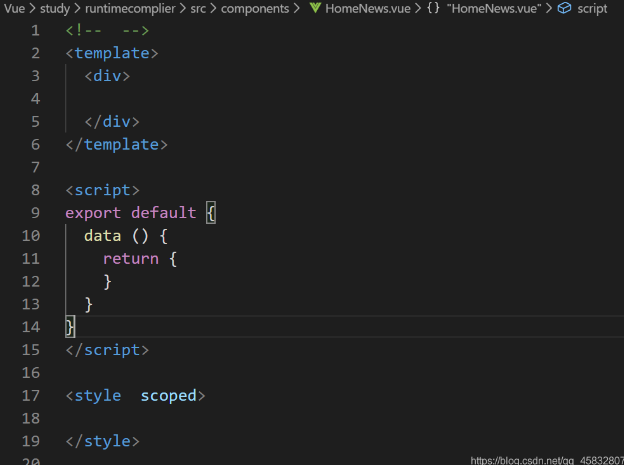 Vue > study > runtimecomplier > src > components > HomeNews.vue > {} "HomeNews.vue" > script
1 <!-- -->
2 <template>
3 <div>
4
5 </div>
6 </template>
7
8 <script>
9 export default {
10 data () {
11 return {
12 }
13 }
14 }
15 </script>
16
17 <style scoped>
18
19 </style>
20
https://blog.csdn.net/qq_45832807